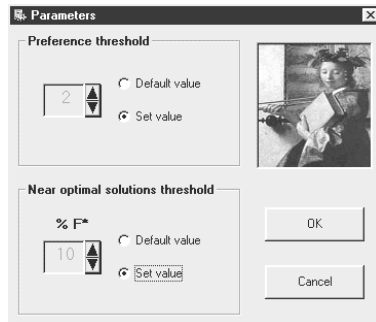 Parameters
Preference threshold
2
Default value
Set value
Near optimal solutions threshold
% F*
10
Default value
Set value
OK
Cancel